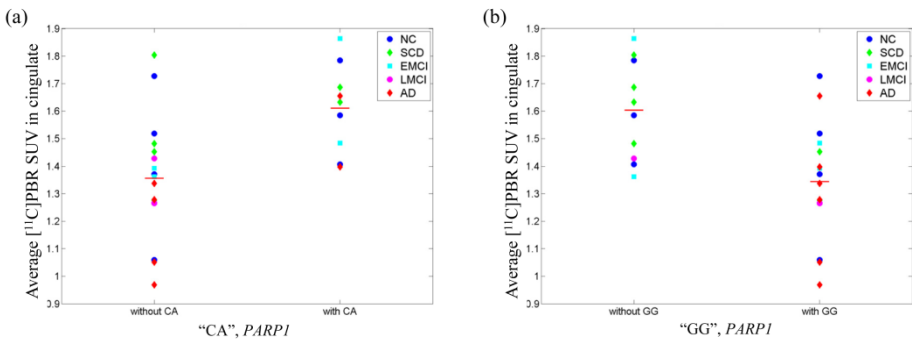 (a)
Average [¹¹C]PBR SUV in cingulate
1.9
1.8
1.7
1.6
1.5
1.4
1.3
1.2
1.1
1
0.9
NC
SCD
EMCI
LMCI
AD
without CA
with CA
“CA”, PARP1
(b)
Average [¹¹C]PBR SUV in cingulate
1.9
1.8
1.7
1.6
1.5
1.4
1.3
1.2
1.1
1
0.9
NC
SCD
EMCI
LMCI
AD
without GG
with GG
“GG”, PARP1